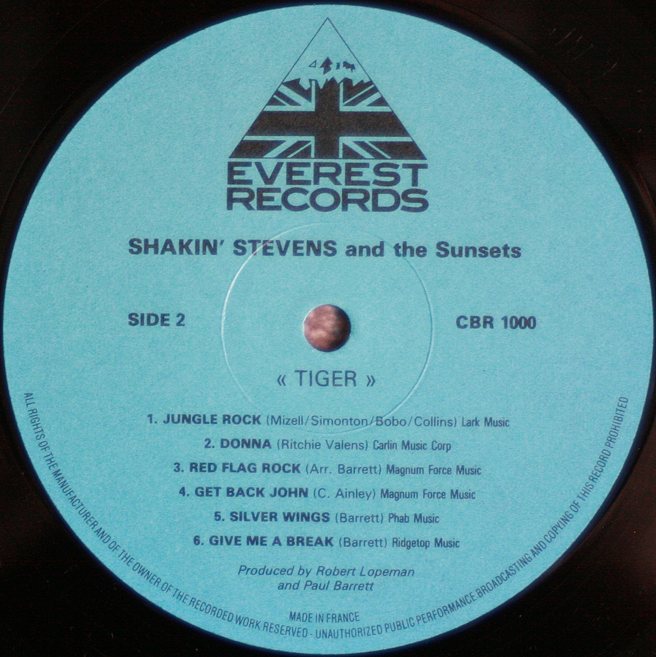 EVEREST
RECORDS
SHAKIN' STEVENS and the Sunsets
SIDE 2
CBR 1000
« TIGER »
1. JUNGLE ROCK (Mizell/Simonton/Bobo/Collins) Lark Music
2. DONNA (Ritchie Valens) Carlin Music Corp
3. RED FLAG ROCK (Arr. Barrett) Magnum Force Music
4. GET BACK JOHN (C. Ainley) Magnum Force Music
5. SILVER WINGS (Barrett) Phab Music
6. GIVE ME A BREAK (Barrett) Ridgetop Music
Produced by Robert Lopeman
and Paul Barrett
MADE IN FRANCE
ALL RIGHTS OF THE MANUFACTURER AND OF THE OWNER OF THE RECORDED WORK RESERVED - UNAUTHORIZED PUBLIC PERFORMANCE, BROADCASTING AND COPYING OF THIS RECORD PROHIBITED